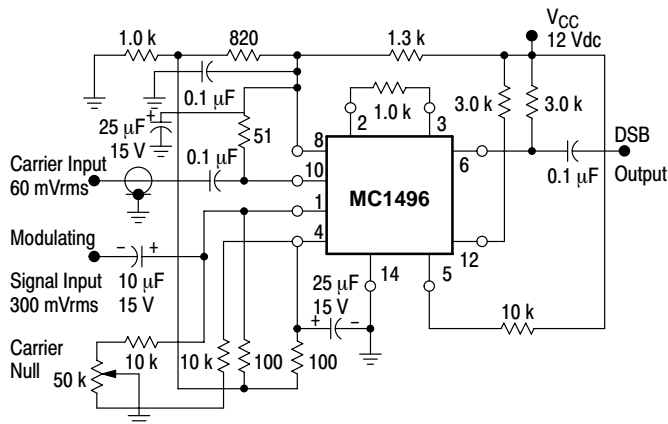 1.0 k
820
1.3 k
VCC
12 Vdc
0.1 μF
1.0 k
3.0 k
3.0 k
25 μF
15 V
+
51
2
3
8
6
DSB
Output
0.1 μF
Carrier Input
60 mVrms
0.1 μF
10
MC1496
1
Modulating
Signal Input
300 mVrms
- +
10 μF
15 V
4
12
14
5
25 μF
15 V
+ -
Carrier
Null
10 k
50 k
10 k
100
100
10 k